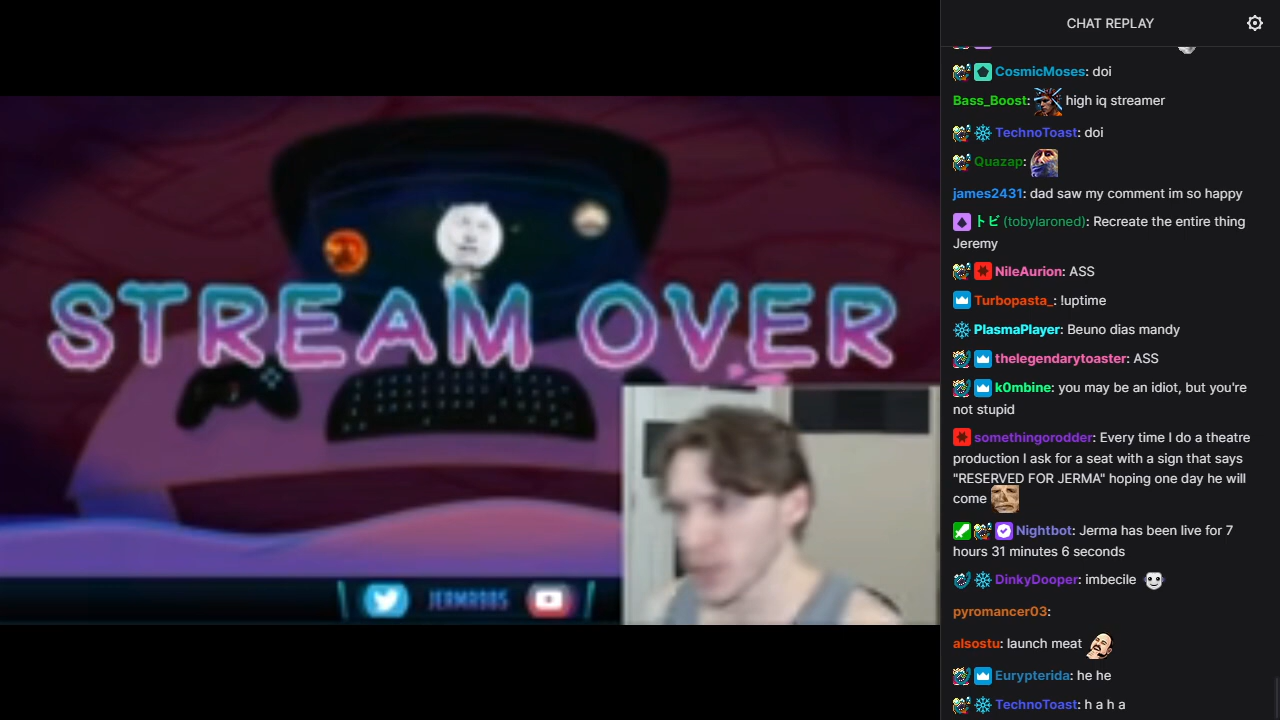 STREAM OVER
JERMA985
CHAT REPLAY
CosmicMoses: doi
Bass_Boost: high iq streamer
TechnoToast: doi
Quazap:
james2431: dad saw my comment im so happy
トビ (tobylaroned): Recreate the entire thing
Jeremy
NileAurion: ASS
Turbopasta_: !uptime
PlasmaPlayer: Beuno dias mandy
thelegendarytoaster: ASS
k0mbine: you may be an idiot, but you're
not stupid
somethingorodder: Every time I do a theatre
production I ask for a seat with a sign that says
"RESERVED FOR JERMA" hoping one day he will
come
Nightbot: Jerma has been live for 7
hours 31 minutes 6 seconds
DinkyDooper: imbecile
pyromancer03:
alsostu: launch meat
Eurypterida: he he
TechnoToast: h a h a